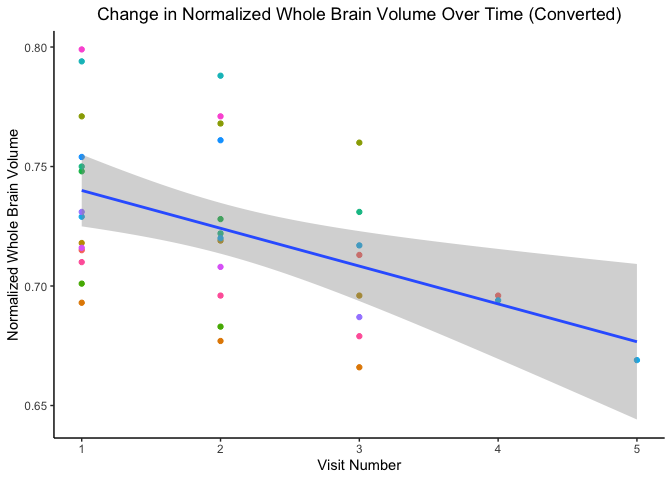 Change in Normalized Whole Brain Volume Over Time (Converted)
Normalized Whole Brain Volume
0.80
0.75
0.70
0.65
1 2 3 4 5
Visit Number